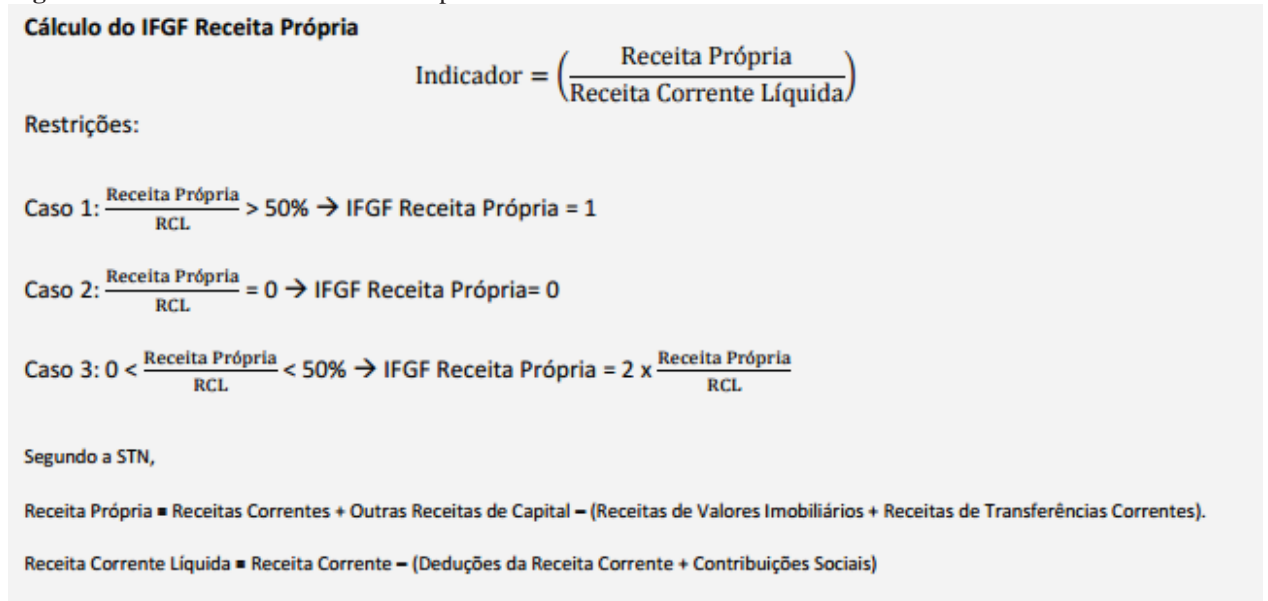 Cálculo do IFGF Receita Própria
Indicador = (Receita Própria / Receita Corrente Líquida)
Restrições:
Caso 1: Receita Própria / RCL > 50% → IFGF Receita Própria = 1
Caso 2: Receita Própria / RCL = 0 → IFGF Receita Própria= 0
Caso 3: 0 < Receita Própria / RCL < 50% → IFGF Receita Própria = 2 x Receita Própria / RCL
Segundo a STN,
Receita Própria = Receitas Correntes + Outras Receitas de Capital – (Receitas de Valores Imobiliários + Receitas de Transferências Correntes).
Receita Corrente Líquida = Receita Corrente – (Deduções da Receita Corrente + Contribuições Sociais)